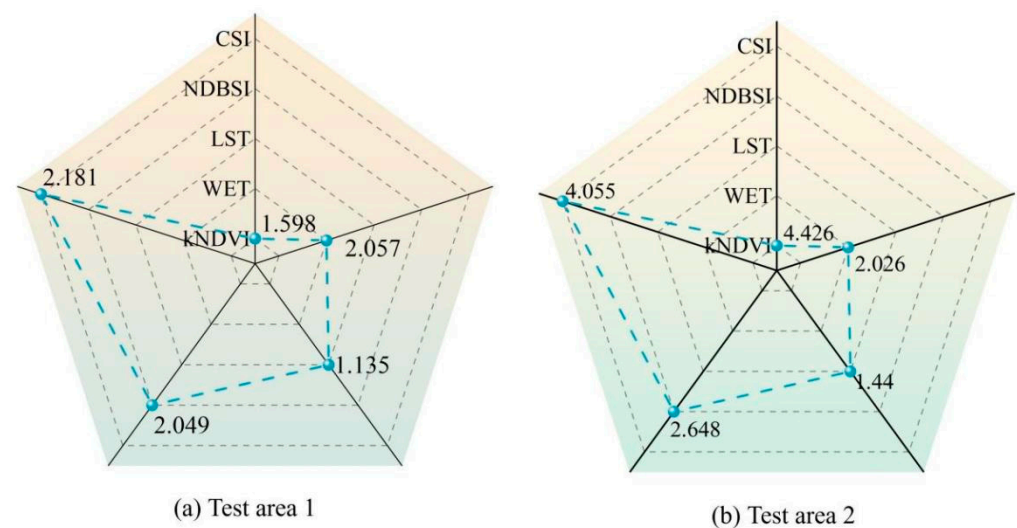 CSI
NDBSI
LST
WET
kNDVI
2.181
1.598
2.057
1.135
2.049
(a) Test area 1
CSI
NDBSI
LST
WET
kNDVI
4.055
4.426
2.026
1.44
2.648
(b) Test area 2